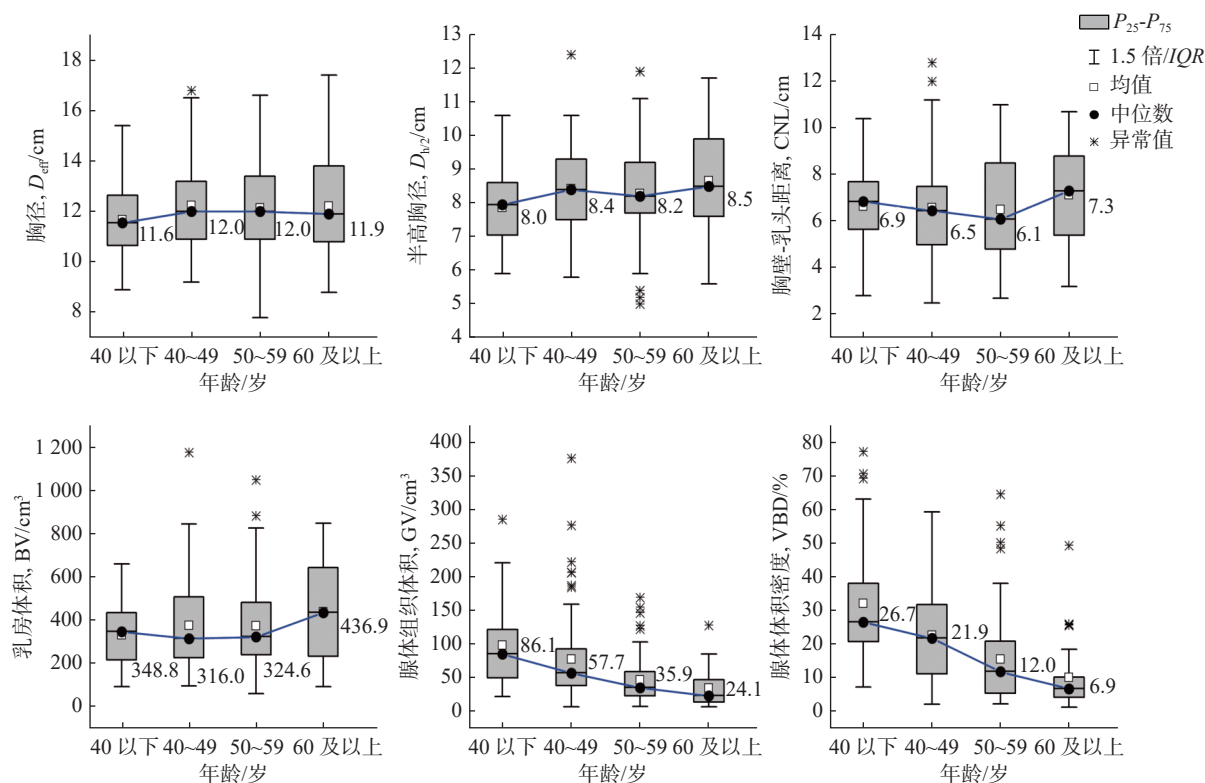 P25-P75
1.5 倍/IQR
均值
中位数
异常值
胸径, Deff/cm
18
16
14
12
10
8
11.6
12.0
12.0
11.9
40 以下
40~49
50~59
60 及以上
年龄/岁
半高胸径, Dh/2/cm
13
12
11
10
9
8
7
6
5
4
8.0
8.4
8.2
8.5
40 以下
40~49
50~59
60 及以上
年龄/岁
胸壁-乳头距离, CNL/cm
14
12
10
8
6
4
2
6.9
6.5
6.1
7.3
40 以下
40~49
50~59
60 及以上
年龄/岁
乳房体积, BV/cm³
1 200
1 000
800
600
400
200
0
348.8
316.0
324.6
436.9
40 以下
40~49
50~59
60 及以上
年龄/岁
腺体组织体积, GV/cm³
400
350
300
250
200
150
100
50
0
86.1
57.7
35.9
24.1
40 以下
40~49
50~59
60 及以上
年龄/岁
腺体体积密度, VBD/%
80
70
60
50
40
30
20
10
0
26.7
21.9
12.0
6.9
40 以下
40~49
50~59
60 及以上
年龄/岁